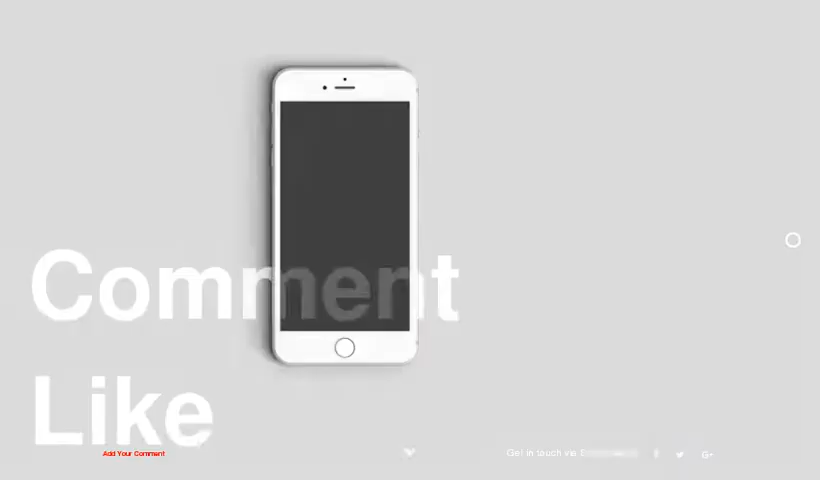 Comment
Like
Add Your Comment
Get in touch via
G+